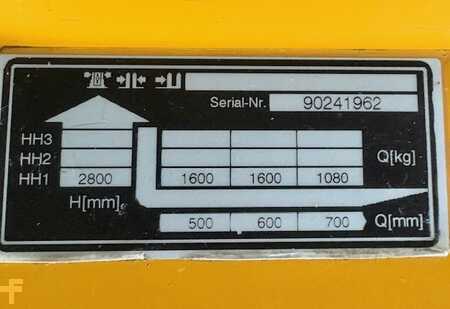 Serial-Nr. 90241962
HH3
HH2 Q[kg]
HH1 2800 1600 1600 1080
H[mm]
500 600 700 Q[mm]
F